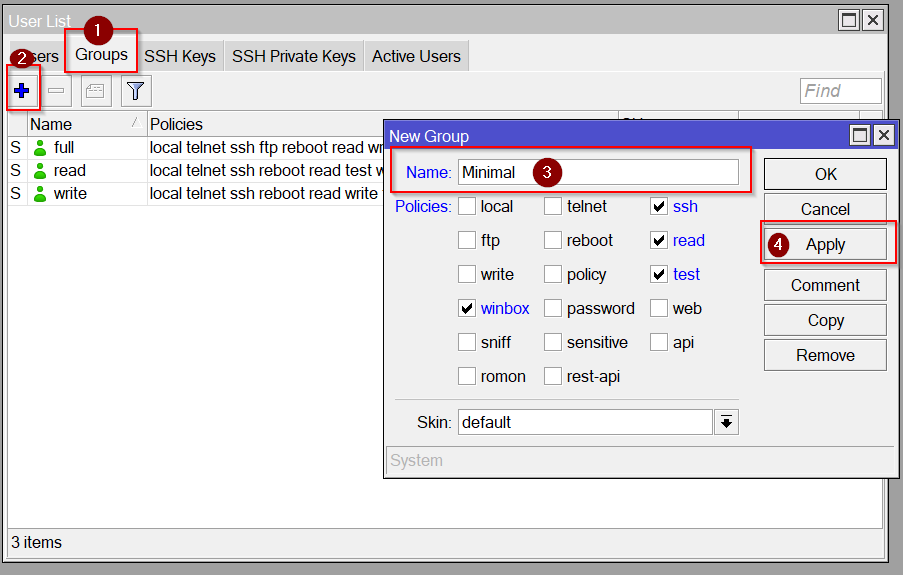 User List
1
2
Users Groups SSH Keys SSH Private Keys Active Users
Find
Name Policies
S full local telnet ssh ftp reboot read
S read local telnet ssh reboot read test
S write local telnet ssh reboot read write
3 items
New Group
Name: Minimal 3
Policies: local telnet ssh
ftp reboot read
write policy test
winbox password web
sniff sensitive api
romon rest-api
Skin: default
System
OK
Cancel
4 Apply
Comment
Copy
Remove